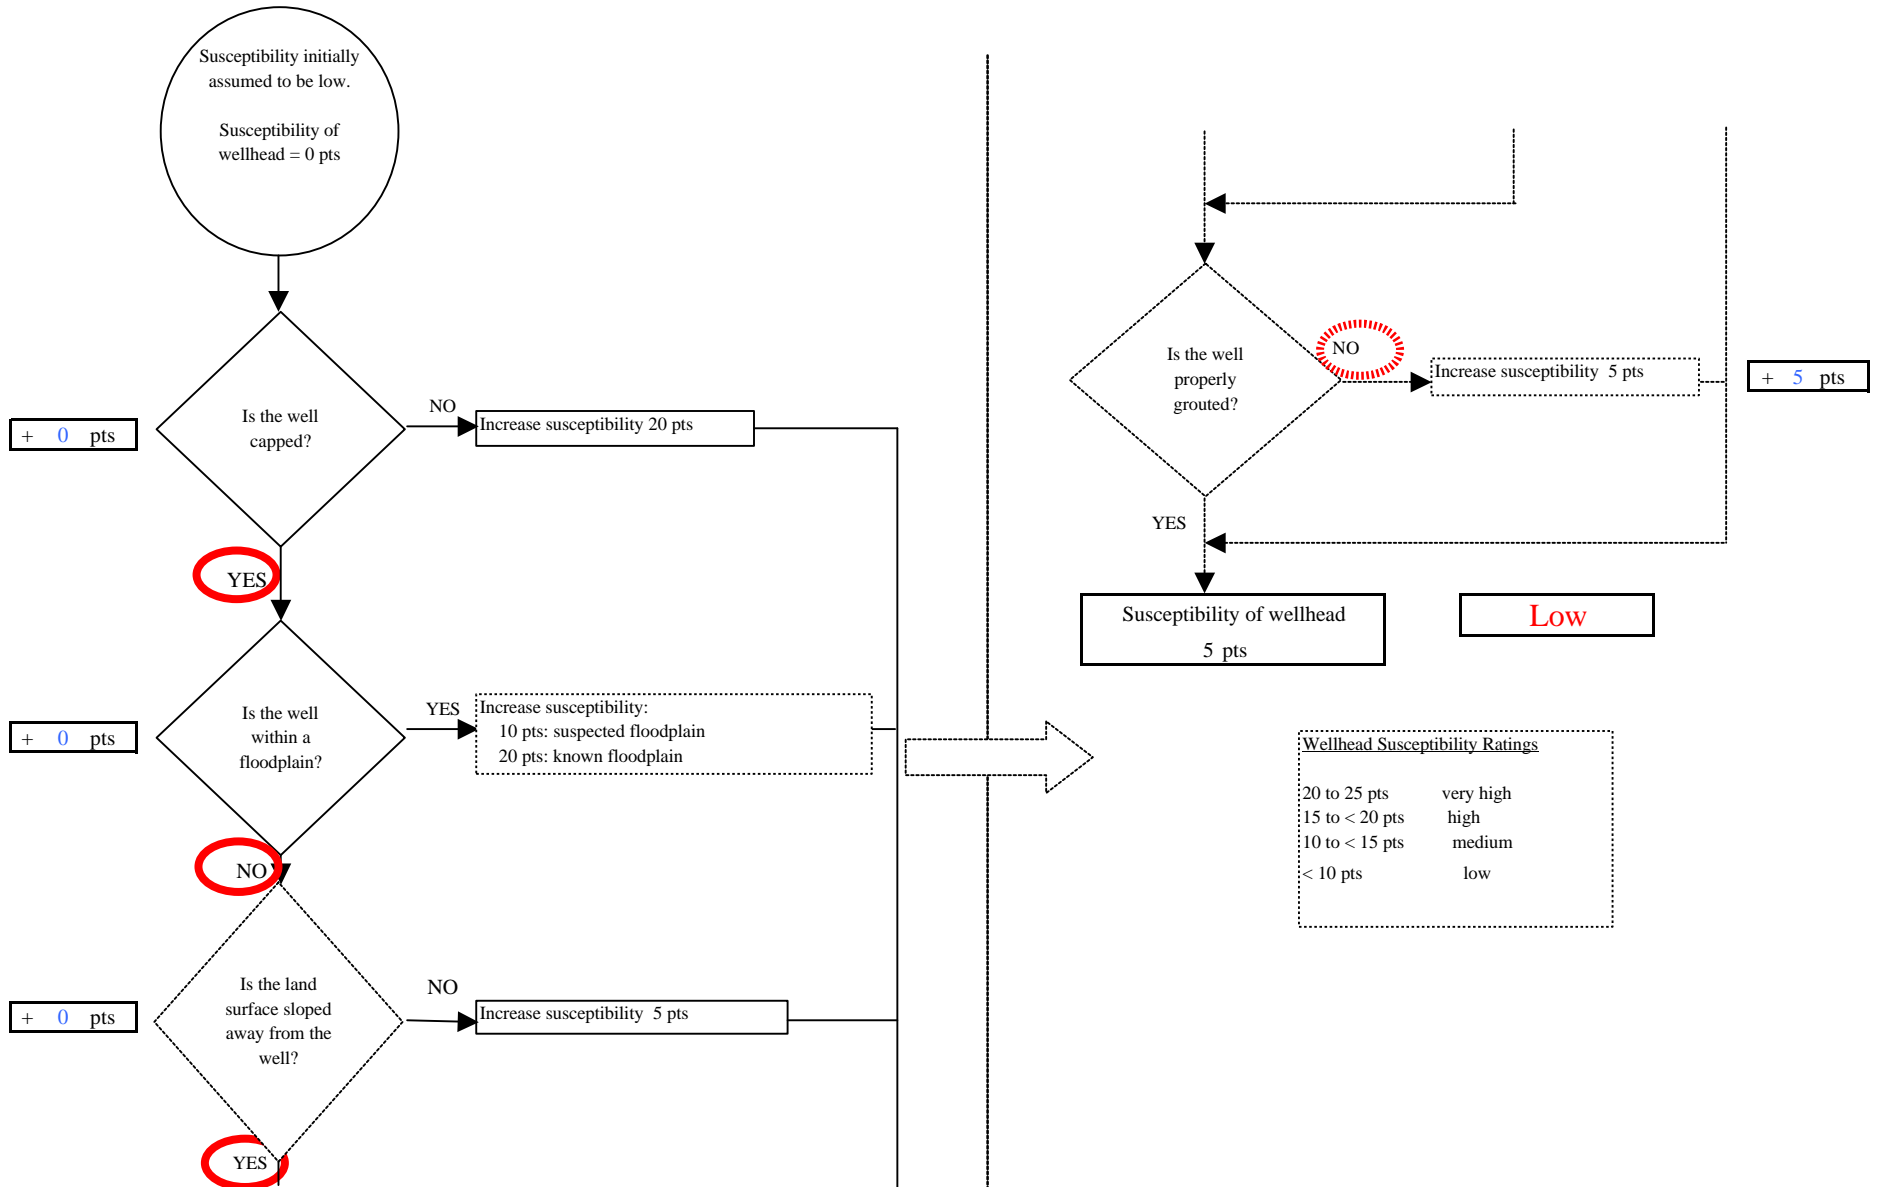 Susceptibility initially
assumed to be low.
Susceptibility of
wellhead = 0 pts
+ 0 pts
Is the well
capped?
NO
Increase susceptibility 20 pts
YES
+ 0 pts
Is the well
within a
floodplain?
YES
Increase susceptibility:
10 pts: suspected floodplain
20 pts: known floodplain
NO
+ 0 pts
Is the land
surface sloped
away from the
well?
NO
Increase susceptibility 5 pts
YES
Is the well
properly
grouted?
NO
Increase susceptibility 5 pts
+ 5 pts
YES
Susceptibility of wellhead
5 pts
Low
Wellhead Susceptibility Ratings
20 to 25 pts very high
15 to < 20 pts high
10 to < 15 pts medium
< 10 pts low